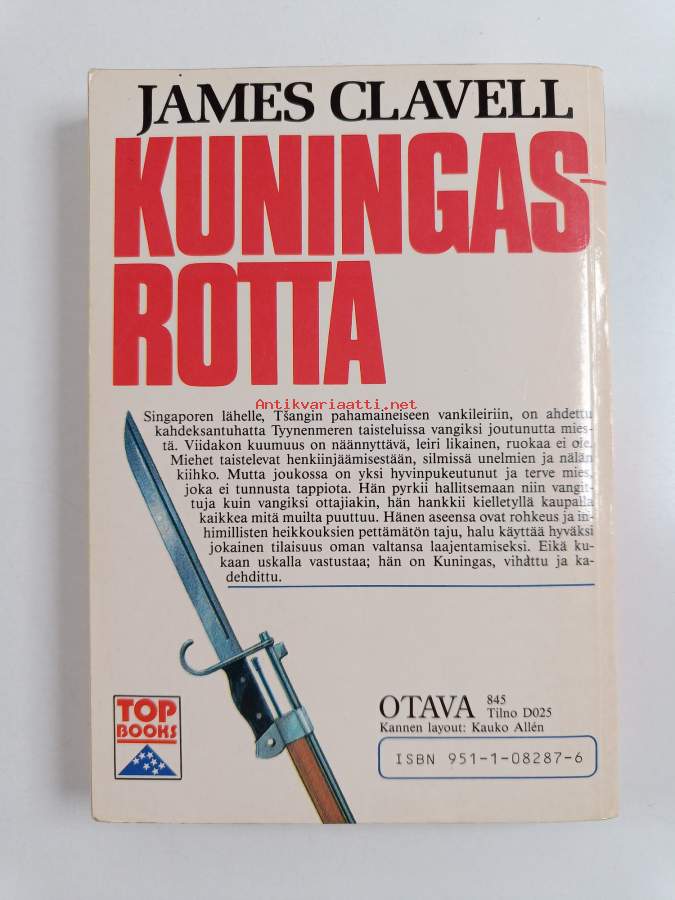 JAMES CLAVELL
KUNINGAS-
ROTTA
Antikvariaatti.net
Singaporen lähelle, Tšangin pahamaineiseen vankileiriin, on ahdettu
kahdeksantuhatta Tyynenmeren taisteluissa vangiksi joutunutta mies-
tä. Viidakon kuumuus on näännyttävä, leiri likainen, ruokaa ei ole.
Miehet taistelevat henkiinjäämisestään, silmissä unelmien ja nälän
kiihko. Mutta joukossa on yksi hyvinpukeutunut ja terve mies,
joka ei tunnusta tappiota. Hän pyrkii hallitsemaan niin vangit-
tuja kuin vangiksi ottajiakin, hän hankkii kielletyllä kaupalla
kaikkea mitä muilta puuttuu. Hänen aseensa ovat rohkeus ja in-
himillisten heikkouksien pettämätön taju, halu käyttää hyväksi
jokainen tilaisuus oman valtansa laajentamiseksi. Eikä ku-
kaan uskalla vastustaa; hän on Kuningas, vihattu ja ka-
dehdittu.
TOP
BOOKS
OTAVA 845
Tilno D025
Kannen layout: Kauko Allén
ISBN 951-1-08287-6